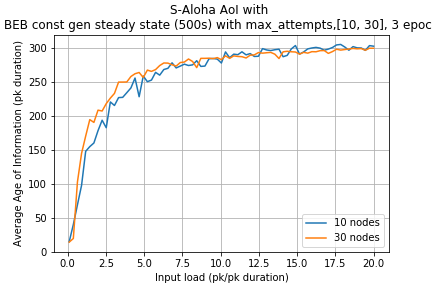 S-Aloha AoI with
BEB const gen steady state (500s) with max_attempts,[10, 30], 3 epoc
Average Age of Information (pk duration)
300
250
200
150
100
50
0
0.0 2.5 5.0 7.5 10.0 12.5 15.0 17.5 20.0
Input load (pk/pk duration)
10 nodes
30 nodes